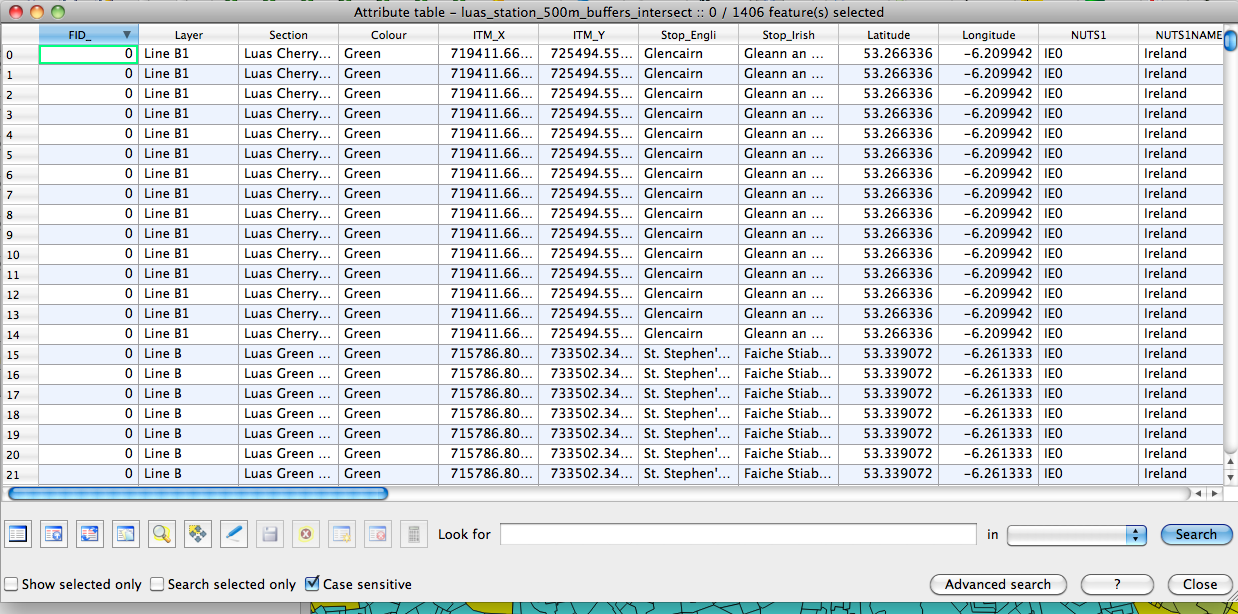 Attribute table - luas_station_500m_buffers_intersect :: 0 / 1406 feature(s) selected
FID_ Layer Section Colour ITM_X ITM_Y Stop_Engli Stop_Irish Latitude Longitude NUTS1 NUTS1NAME
0 0 Line B1 Luas Cherry... Green 719411.66... 725494.55... Glencairn Gleann an ... 53.266336 -6.209942 IE0 Ireland
1 0 Line B1 Luas Cherry... Green 719411.66... 725494.55... Glencairn Gleann an ... 53.266336 -6.209942 IE0 Ireland
2 0 Line B1 Luas Cherry... Green 719411.66... 725494.55... Glencairn Gleann an ... 53.266336 -6.209942 IE0 Ireland
3 0 Line B1 Luas Cherry... Green 719411.66... 725494.55... Glencairn Gleann an ... 53.266336 -6.209942 IE0 Ireland
4 0 Line B1 Luas Cherry... Green 719411.66... 725494.55... Glencairn Gleann an ... 53.266336 -6.209942 IE0 Ireland
5 0 Line B1 Luas Cherry... Green 719411.66... 725494.55... Glencairn Gleann an ... 53.266336 -6.209942 IE0 Ireland
6 0 Line B1 Luas Cherry... Green 719411.66... 725494.55... Glencairn Gleann an ... 53.266336 -6.209942 IE0 Ireland
7 0 Line B1 Luas Cherry... Green 719411.66... 725494.55... Glencairn Gleann an ... 53.266336 -6.209942 IE0 Ireland
8 0 Line B1 Luas Cherry... Green 719411.66... 725494.55... Glencairn Gleann an ... 53.266336 -6.209942 IE0 Ireland
9 0 Line B1 Luas Cherry... Green 719411.66... 725494.55... Glencairn Gleann an ... 53.266336 -6.209942 IE0 Ireland
10 0 Line B1 Luas Cherry... Green 719411.66... 725494.55... Glencairn Gleann an ... 53.266336 -6.209942 IE0 Ireland
11 0 Line B1 Luas Cherry... Green 719411.66... 725494.55... Glencairn Gleann an ... 53.266336 -6.209942 IE0 Ireland
12 0 Line B1 Luas Cherry... Green 719411.66... 725494.55... Glencairn Gleann an ... 53.266336 -6.209942 IE0 Ireland
13 0 Line B1 Luas Cherry... Green 719411.66... 725494.55... Glencairn Gleann an ... 53.266336 -6.209942 IE0 Ireland
14 0 Line B1 Luas Cherry... Green 719411.66... 725494.55... Glencairn Gleann an ... 53.266336 -6.209942 IE0 Ireland
15 0 Line B Luas Green ... Green 715786.80... 733502.34... St. Stephen'... Faiche Stiab... 53.339072 -6.261333 IE0 Ireland
16 0 Line B Luas Green ... Green 715786.80... 733502.34... St. Stephen'... Faiche Stiab... 53.339072 -6.261333 IE0 Ireland
17 0 Line B Luas Green ... Green 715786.80... 733502.34... St. Stephen'... Faiche Stiab... 53.339072 -6.261333 IE0 Ireland
18 0 Line B Luas Green ... Green 715786.80... 733502.34... St. Stephen'... Faiche Stiab... 53.339072 -6.261333 IE0 Ireland
19 0 Line B Luas Green ... Green 715786.80... 733502.34... St. Stephen'... Faiche Stiab... 53.339072 -6.261333 IE0 Ireland
20 0 Line B Luas Green ... Green 715786.80... 733502.34... St. Stephen'... Faiche Stiab... 53.339072 -6.261333 IE0 Ireland
21 0 Line B Luas Green ... Green 715786.80... 733502.34... St. Stephen'... Faiche Stiab... 53.339072 -6.261333 IE0 Ireland
Look for in Search
Show selected only Search selected only Case sensitive Advanced search ? Close